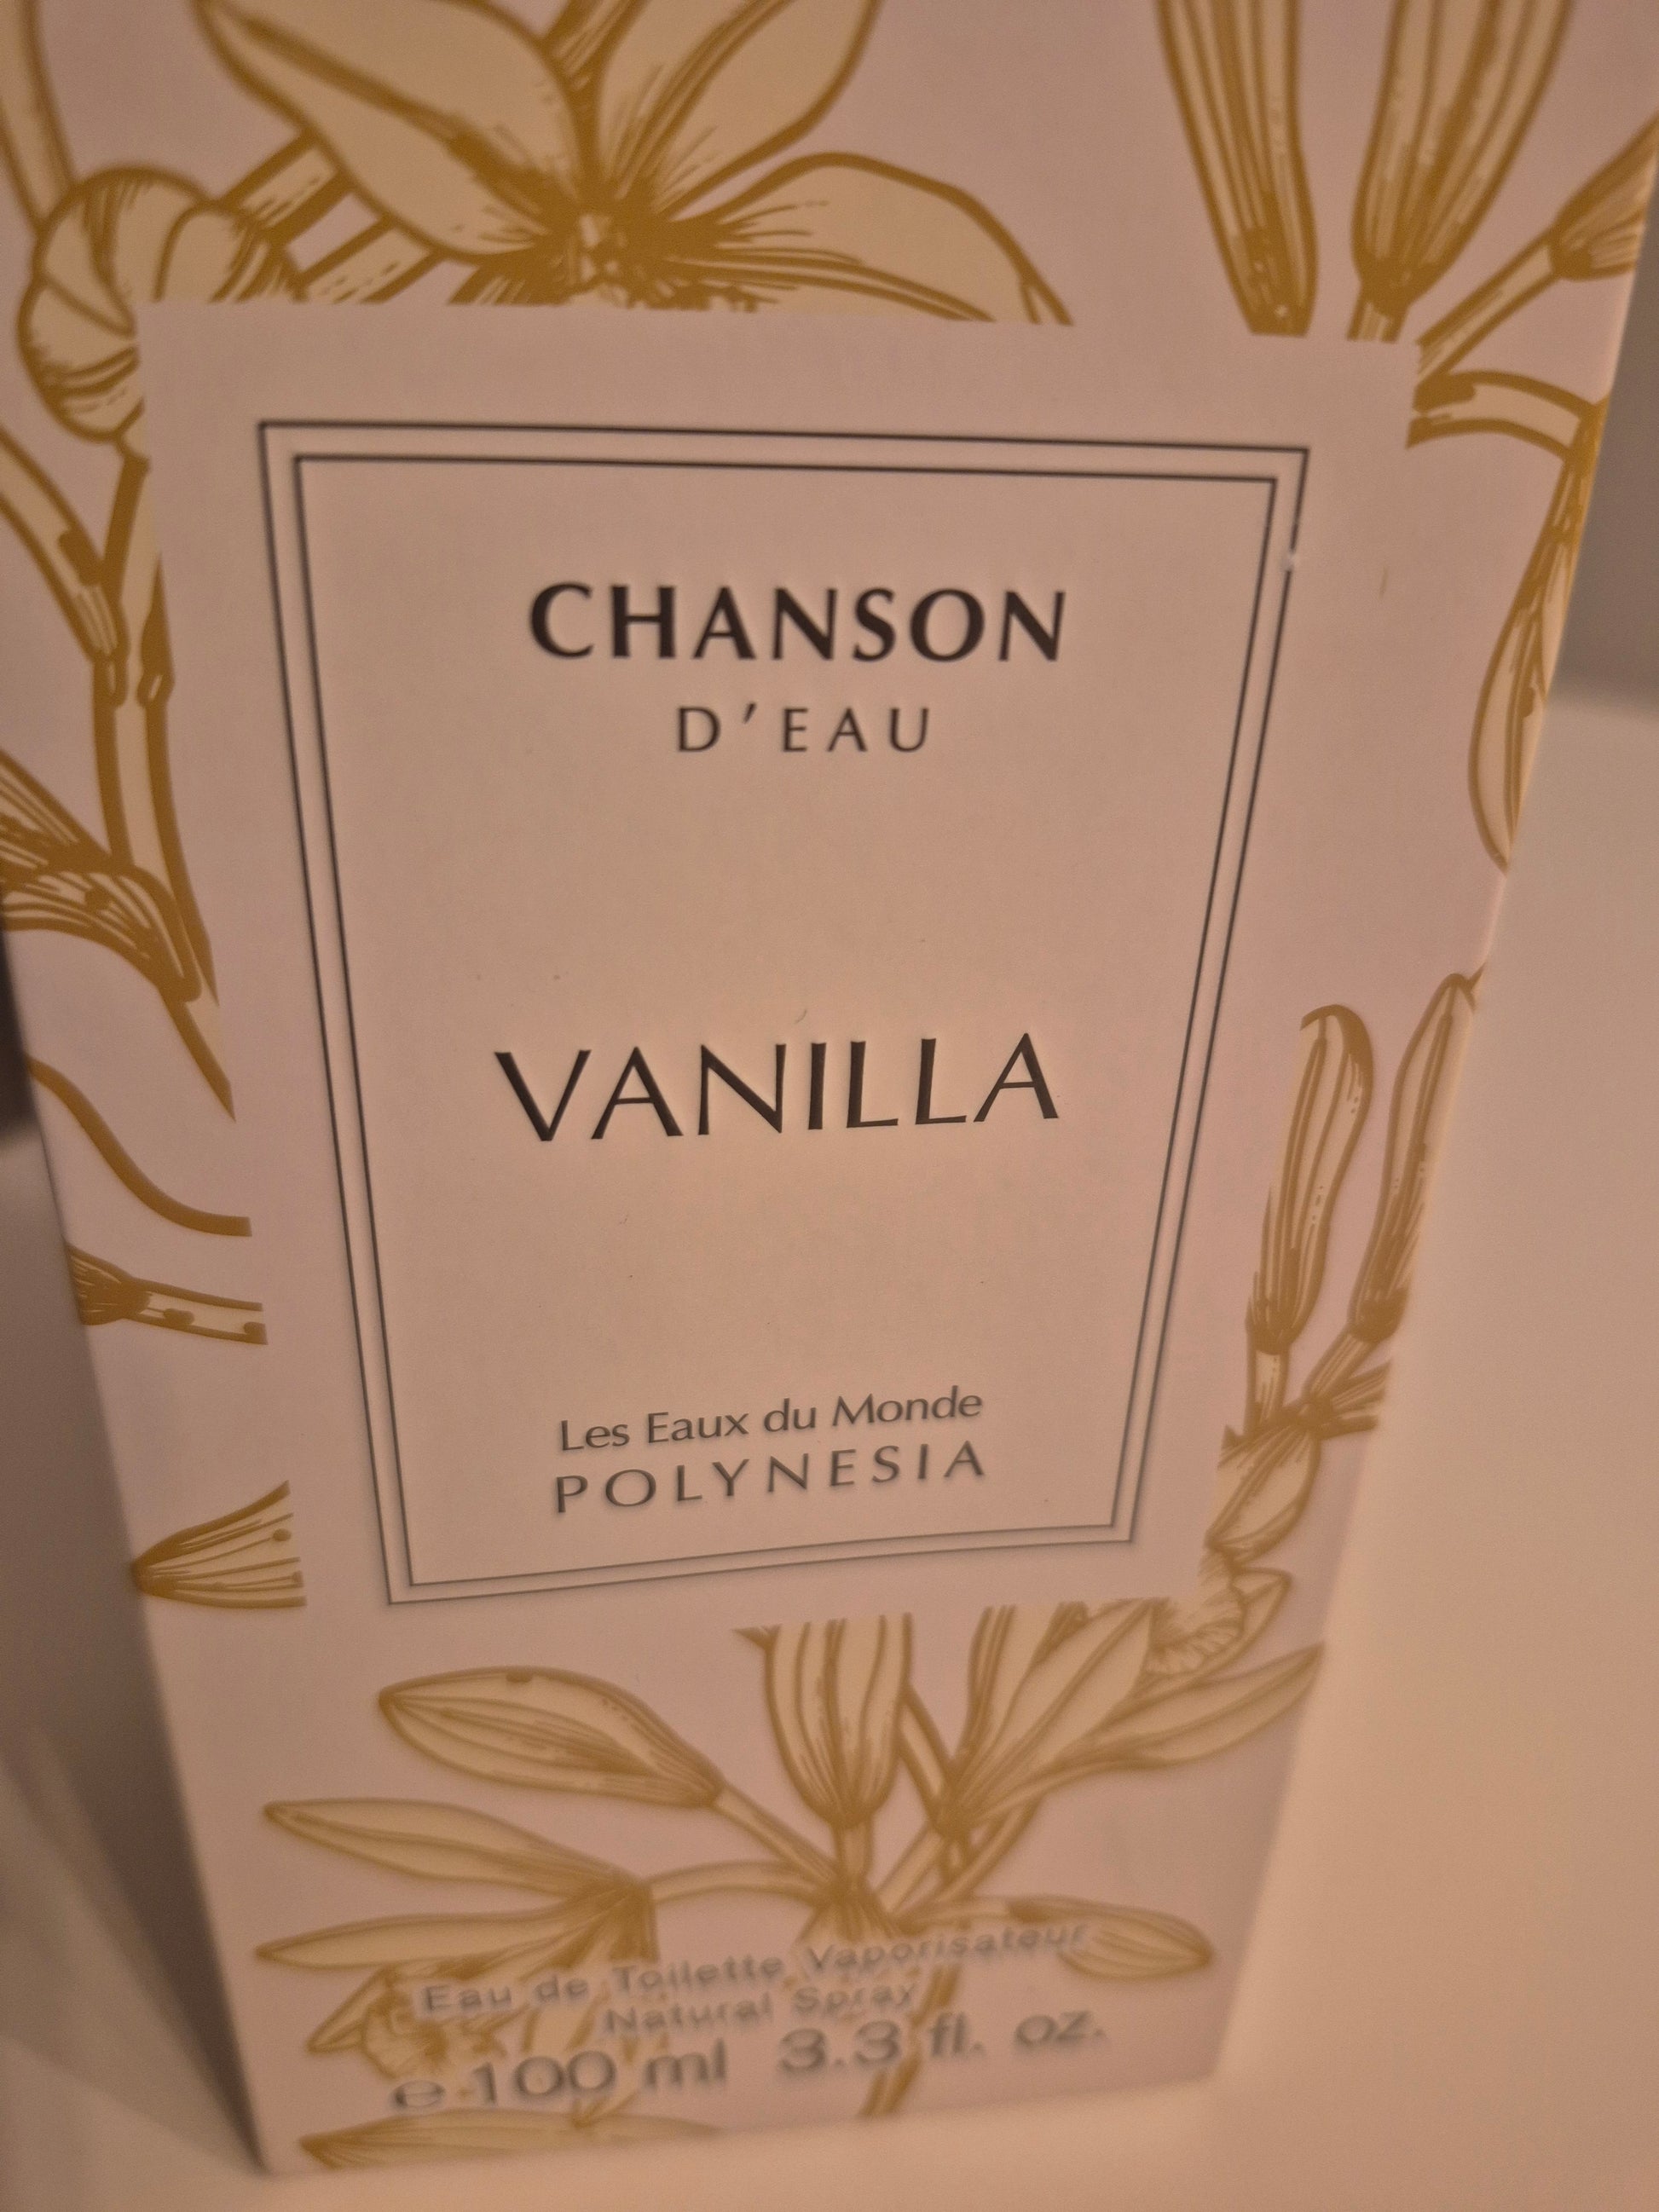 CHANSON
D'EAU
VANILLA
Les Eaux du Monde
POLYNESIA
Eau de Toilette Vaporisateur
Natural Spray
e 100 ml 3.3 fl. oz.